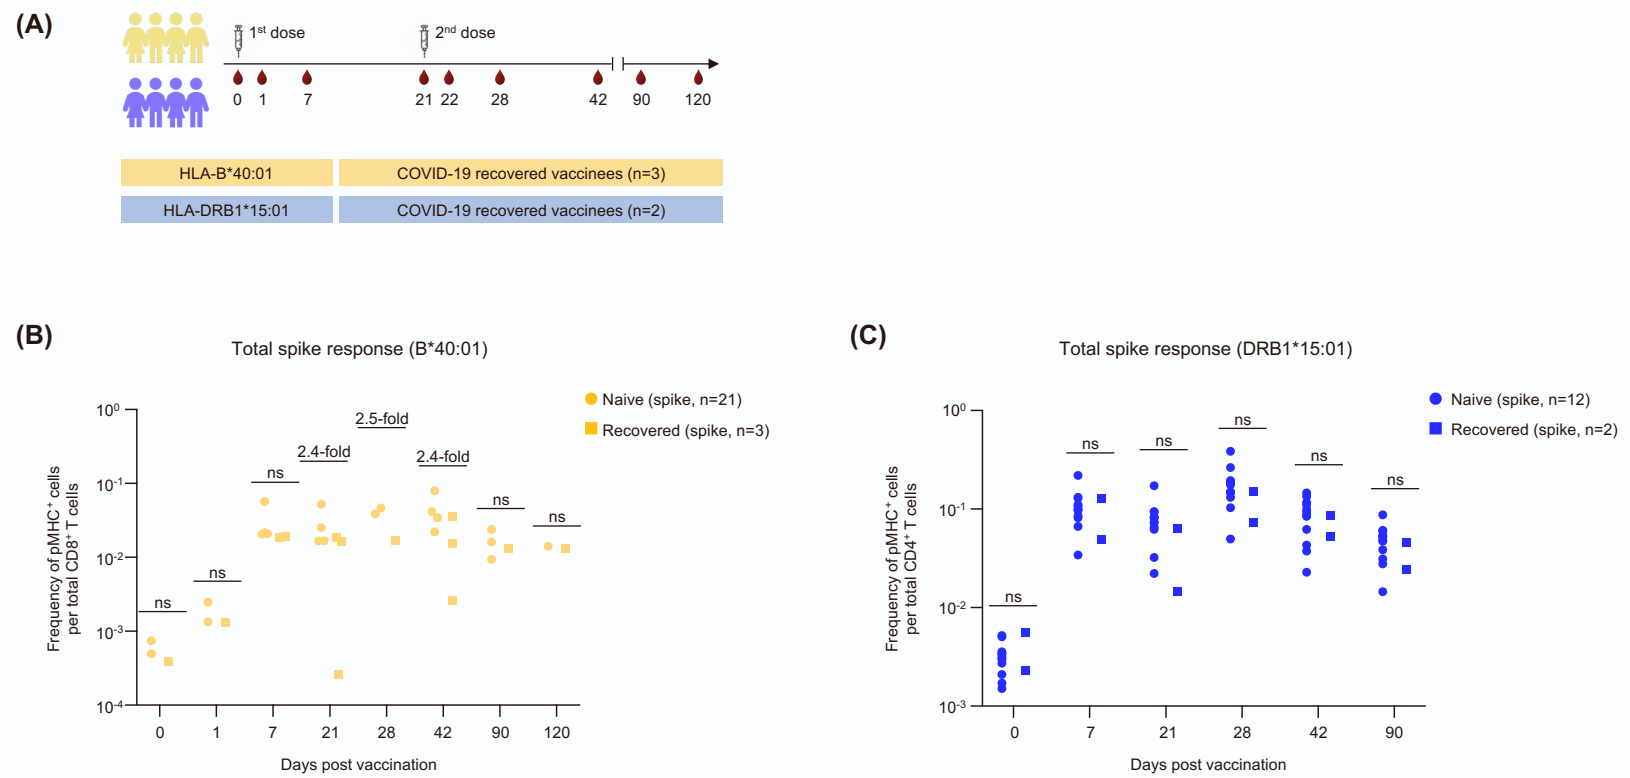 (A)
1st dose
2nd dose
0 1 7 21 22 28 42 90 120
HLA-B*40:01 COVID-19 recovered vaccinees (n=3)
HLA-DRB1*15:01 COVID-19 recovered vaccinees (n=2)
(B)
Total spike response (B*40:01)
Naive (spike, n=21)
Recovered (spike, n=3)
Frequency of pMHC+ cells
per total CD8+ T cells
10^0
10^-1
10^-2
10^-3
10^-4
ns
ns
ns
2.4-fold
2.5-fold
2.4-fold
ns
ns
0 1 7 21 28 42 90 120
Days post vaccination
(C)
Total spike response (DRB1*15:01)
Naive (spike, n=12)
Recovered (spike, n=2)
Frequency of pMHC+ cells
per total CD4+ T cells
10^0
10^-1
10^-2
10^-3
ns
ns
ns
ns
ns
ns
0 7 21 28 42 90
Days post vaccination